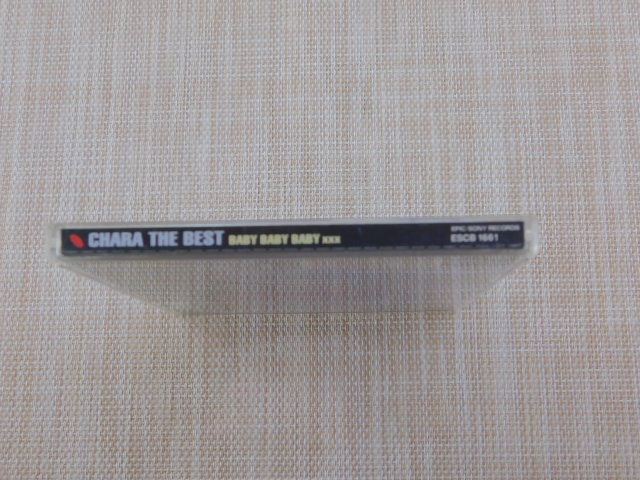 CHARA THE BEST BABY BABY BABY xxx
EPIC/SONY RECORDS
ESCB 1661